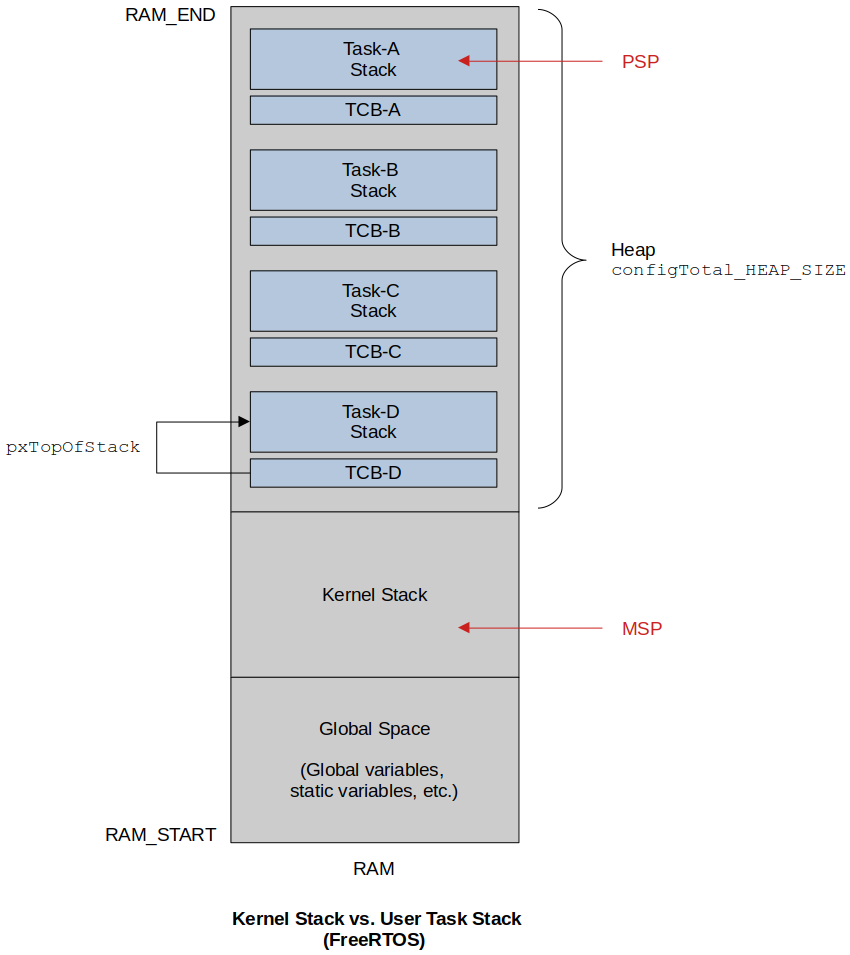 RAM_END
Task-A
Stack
PSP
TCB-A
Task-B
Stack
TCB-B
Heap
configTotal_HEAP_SIZE
Task-C
Stack
TCB-C
Task-D
Stack
pxTopOfStack
TCB-D
Kernel Stack
MSP
Global Space
(Global variables,
static variables, etc.)
RAM_START
RAM
Kernel Stack vs. User Task Stack
(FreeRTOS)